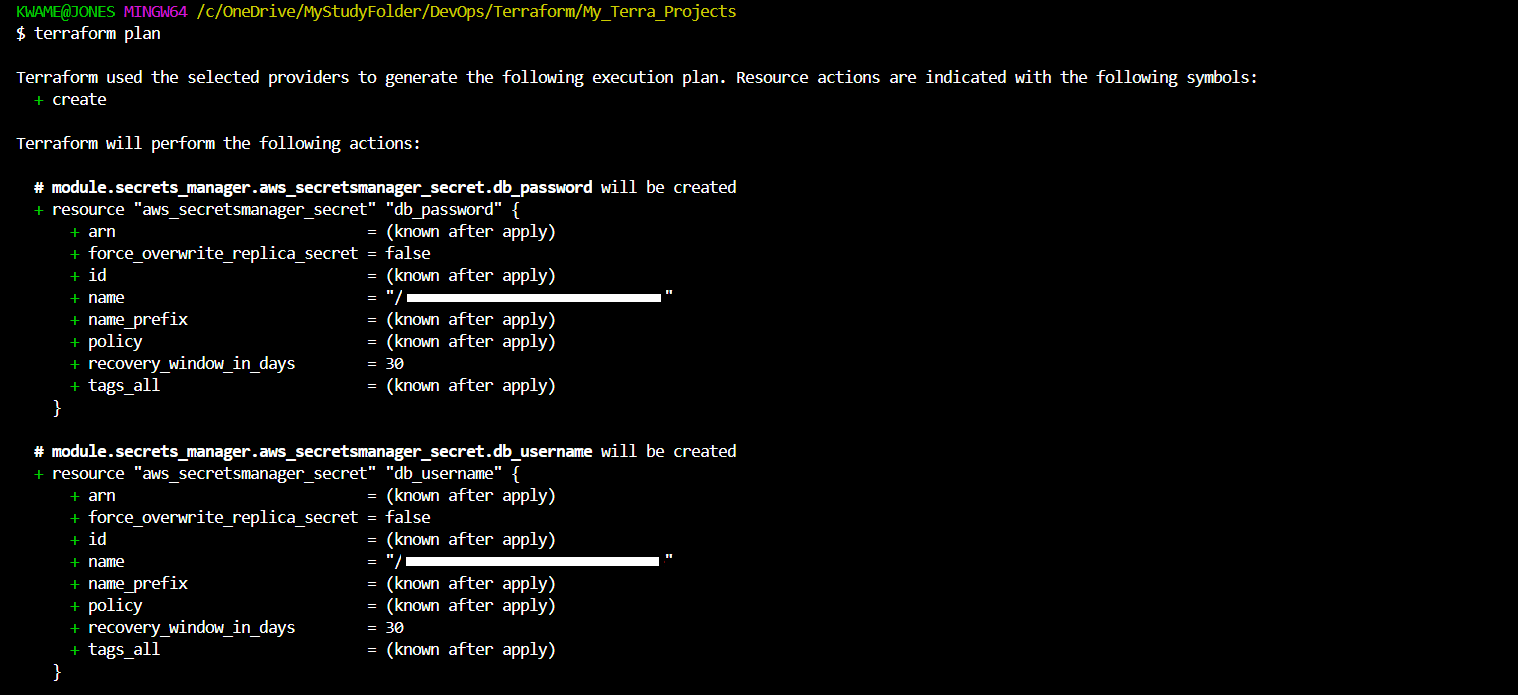 KWAME@JONES MINGW64 /c/OneDrive/MyStudyFolder/DevOps/Terraform/My_Terra_Projects
$ terraform plan
Terraform used the selected providers to generate the following execution plan. Resource actions are indicated with the following symbols:
+ create
Terraform will perform the following actions:
# module.secrets_manager.aws_secretsmanager_secret.db_password will be created
+ resource "aws_secretsmanager_secret" "db_password" {
+ arn = (known after apply)
+ force_overwrite_replica_secret = false
+ id = (known after apply)
+ name = "/ "
+ name_prefix = (known after apply)
+ policy = (known after apply)
+ recovery_window_in_days = 30
+ tags_all = (known after apply)
}
# module.secrets_manager.aws_secretsmanager_secret.db_username will be created
+ resource "aws_secretsmanager_secret" "db_username" {
+ arn = (known after apply)
+ force_overwrite_replica_secret = false
+ id = (known after apply)
+ name = "/ "
+ name_prefix = (known after apply)
+ policy = (known after apply)
+ recovery_window_in_days = 30
+ tags_all = (known after apply)
}